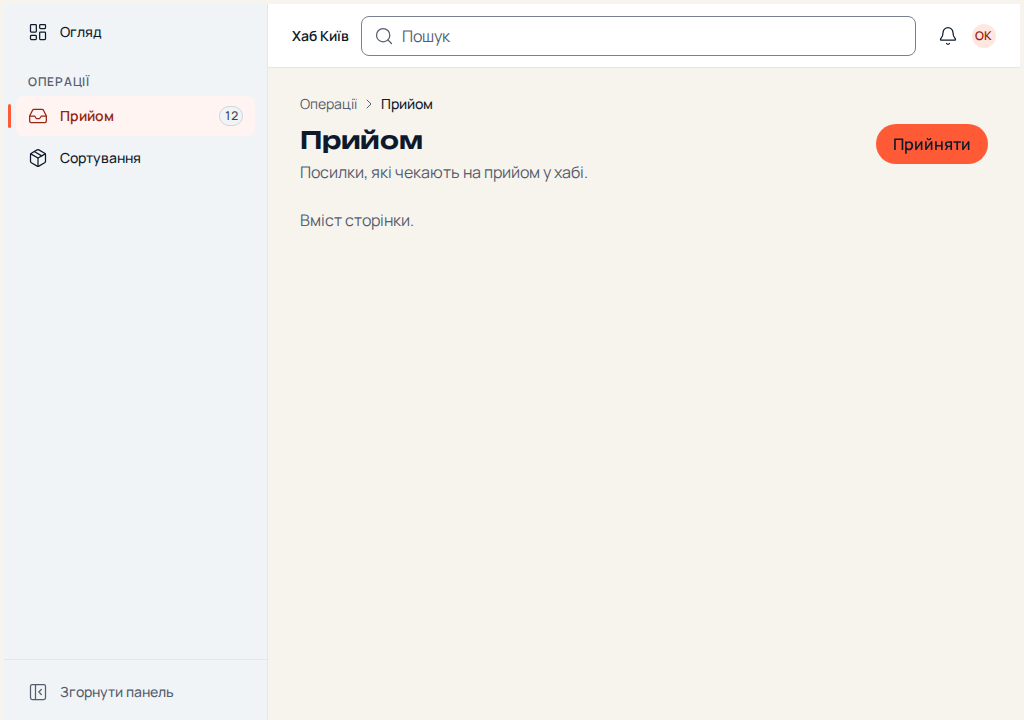 Огляд
ОПЕРАЦІЇ
Прийом 12
Сортування
Згорнути панель
Хаб Київ Пошук ОК
Операції Прийом
Прийом
Прийняти
Посилки, які чекають на прийом у хабі.
Вміст сторінки.